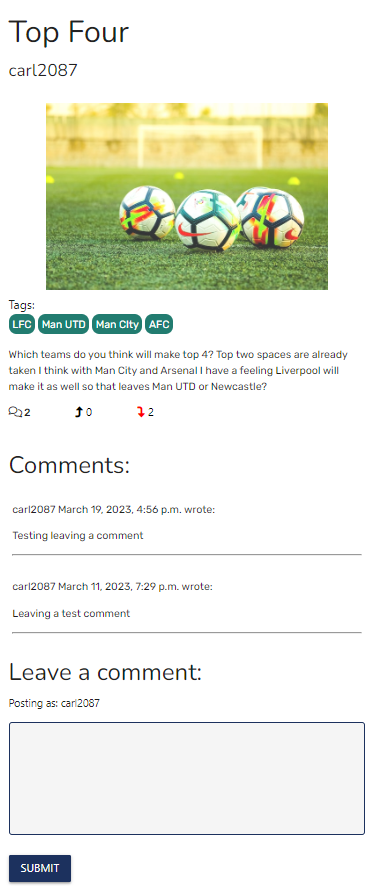 Top Four
carl2087
Tags:
LFC Man UTD Man City AFC
Which teams do you think will make top 4? Top two spaces are already
taken I think with Man City and Arsenal I have a feeling Liverpool will
make it as well so that leaves Man UTD or Newcastle?
2 0 2
Comments:
carl2087 March 19, 2023, 4:56 p.m. wrote:
Testing leaving a comment
carl2087 March 11, 2023, 7:29 p.m. wrote:
Leaving a test comment
Leave a comment:
Posting as: carl2087
SUBMIT